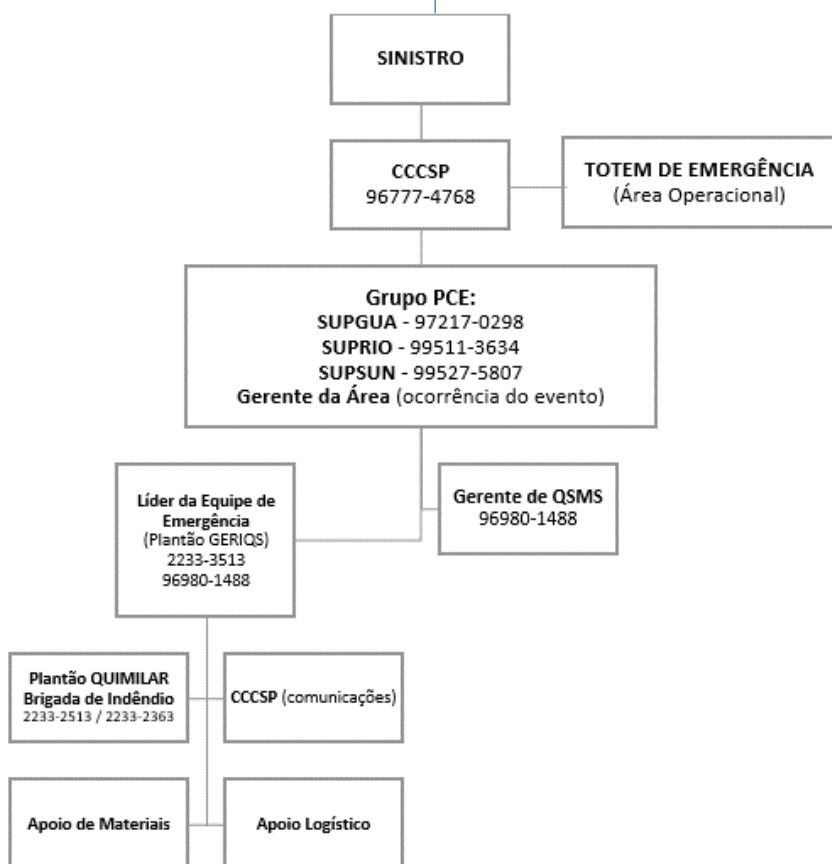 SINISTRO
CCCSP
96777-4768
TOTEM DE EMERGÊNCIA
(Área Operacional)
Grupo PCE:
SUPGUA - 97217-0298
SUPRIO - 99511-3634
SUPSUN - 99527-5807
Gerente da Área (ocorrência do evento)
Líder da Equipe de
Emergência
(Plantão GERIQS)
2233-3513
96980-1488
Gerente de QSMS
96980-1488
Plantão QUIMILAR
Brigada de Indêndio
2233-2513 / 2233-2363
CCCSP (comunicações)
Apoio de Materiais
Apoio Logístico